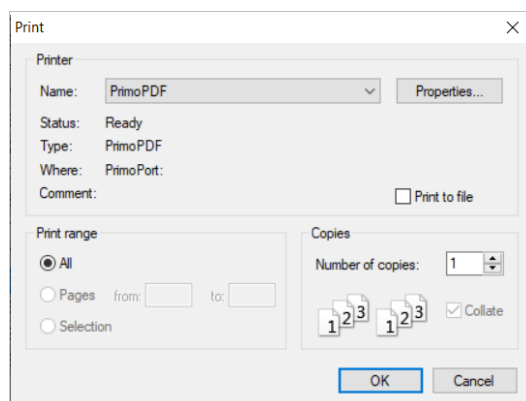 Print
Printer
Name: PrimoPDF Properties...
Status: Ready
Type: PrimoPDF
Where: PrimoPort:
Comment: Print to file
Print range
All
Pages from: to:
Selection
Copies
Number of copies: 1
1 2 3 1 2 3 Collate
OK Cancel